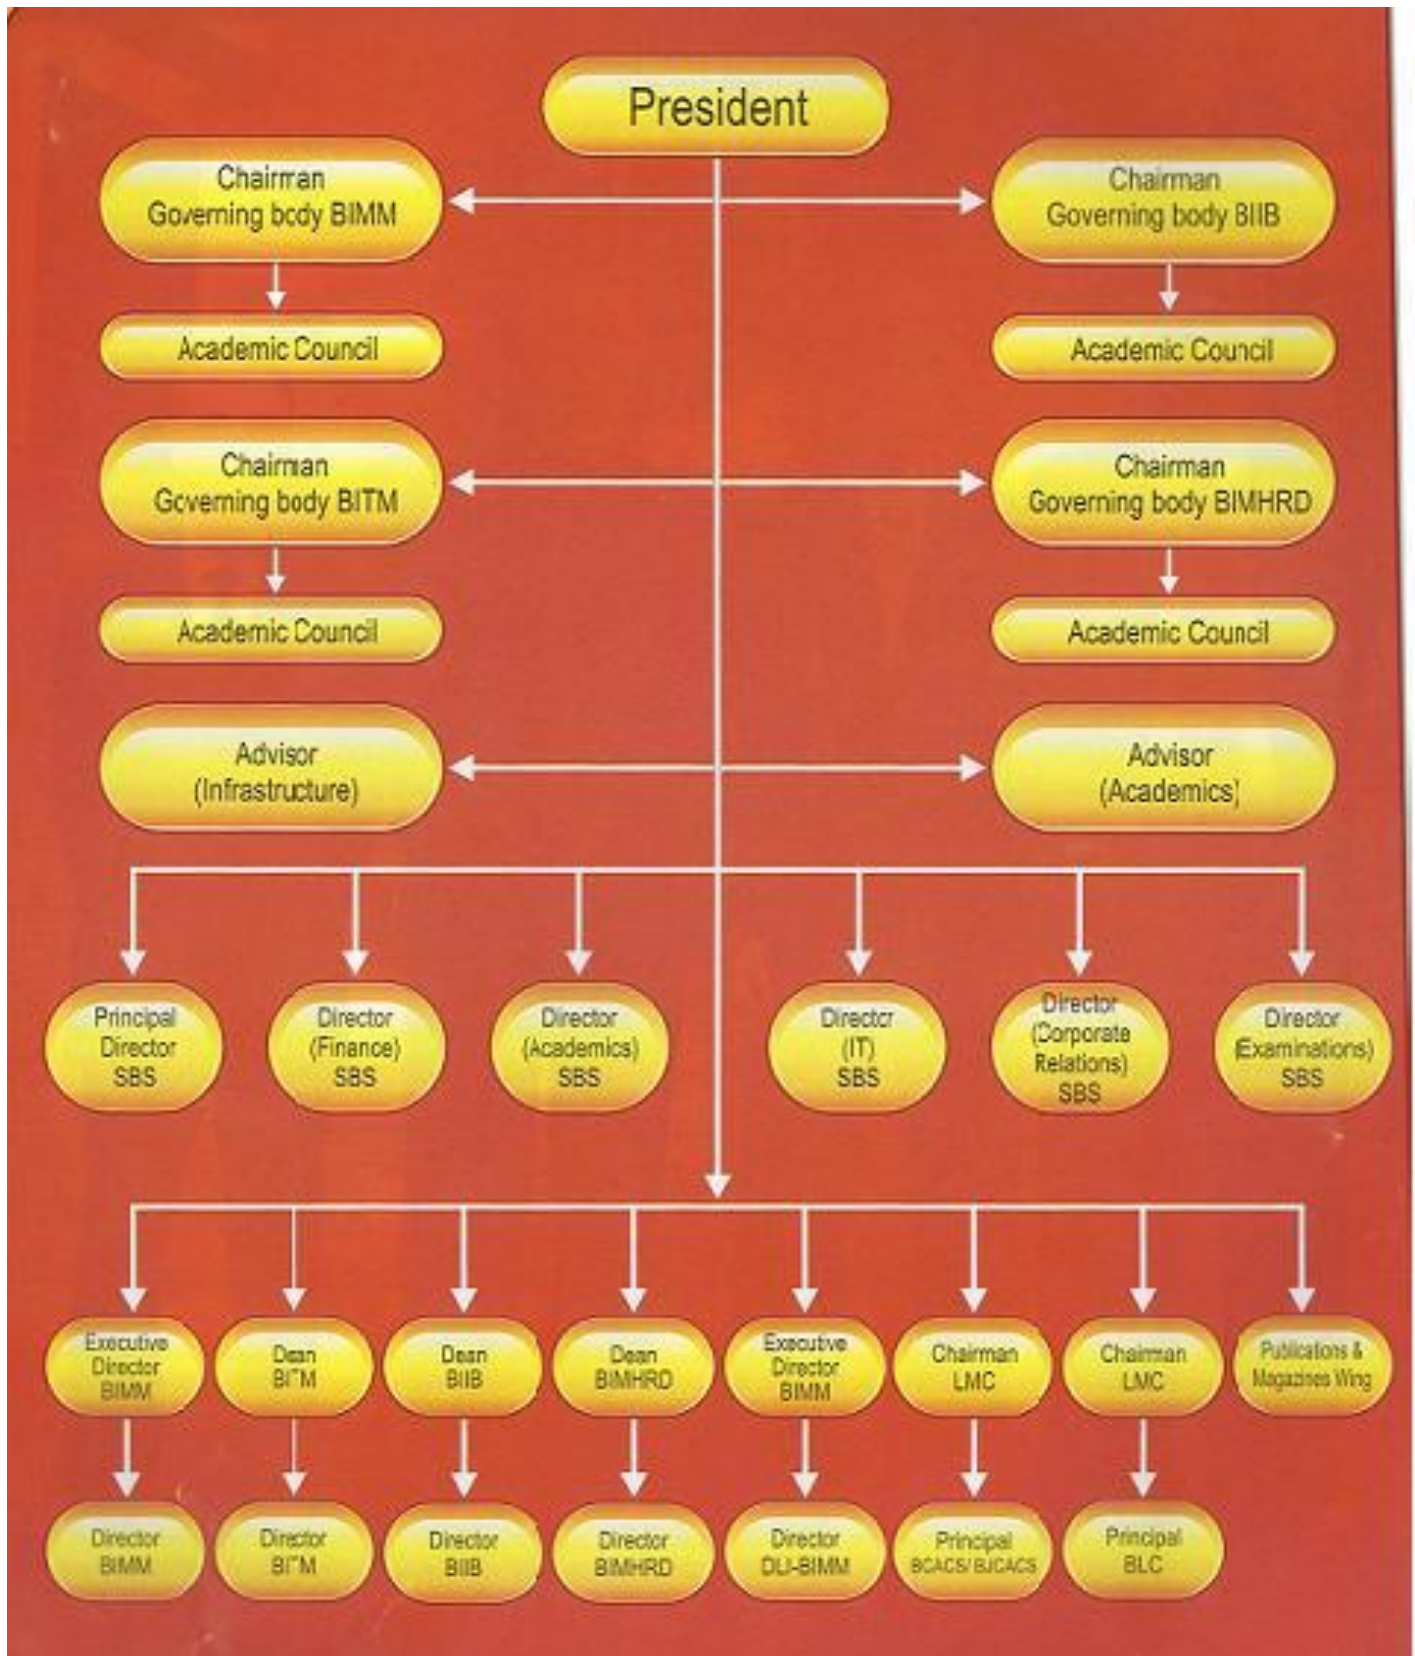 President
Chairman
Governing body BIMM
Chairman
Governing body BIIB
Academic Council
Academic Council
Chairman
Governing body BITM
Chairman
Governing body BIMHRD
Academic Council
Academic Council
Advisor
(Infrastructure)
Advisor
(Academics)
Principal
Director
SBS
Director
(Finance)
SBS
Director
(Academics)
SBS
Director
(IT)
SBS
Director
(Corporate
Relations)
SBS
Director
(Examinations)
SBS
Executive
Director
BIMM
Dean
BITM
Dean
BIIB
Dean
BIMHRD
Executive
Director
BIMM
Chairman
LMC
Chairman
LMC
Publications &
Magazines Wing
Director
BIMM
Director
BITM
Director
BIIB
Director
BIMHRD
Director
DLI-BIMM
Principal
BCACS/ BJCACS
Principal
BLC